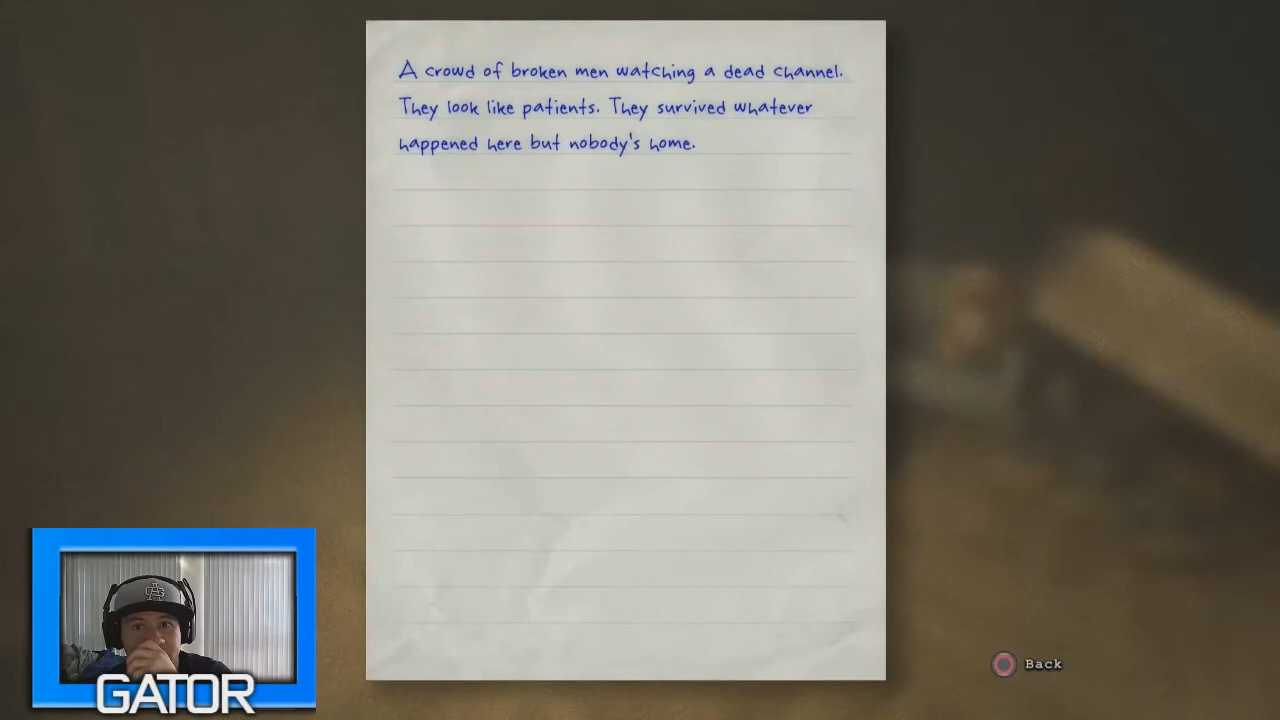 A crowd of broken men watching a dead channel.
They look like patients. They survived whatever
happened here but nobody's home.
Back
GATOR